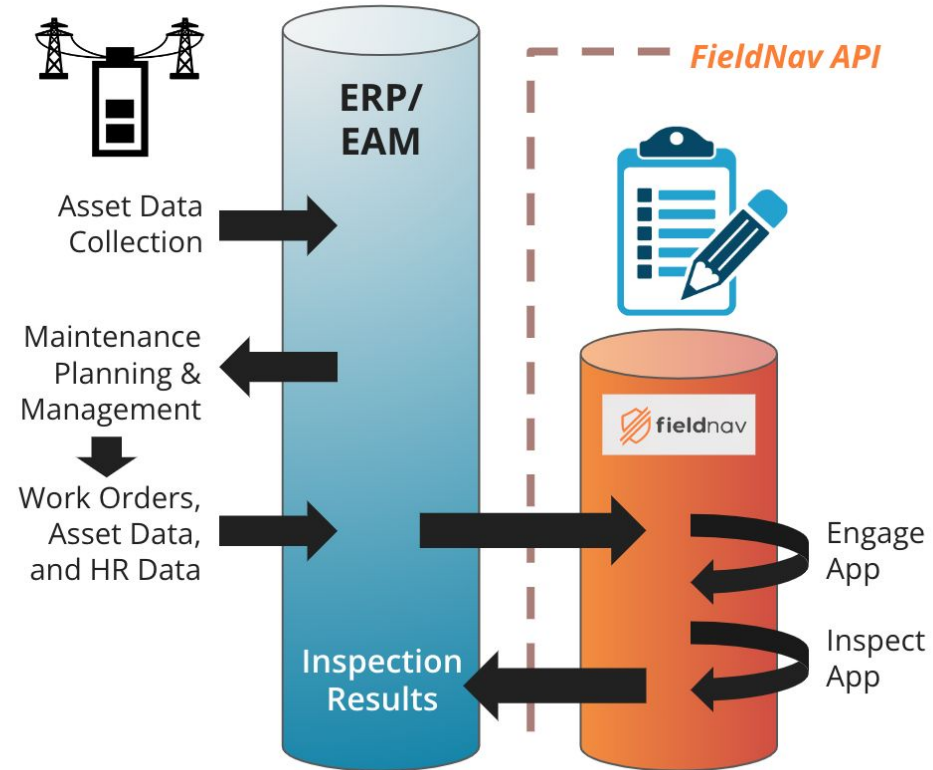 ERP/
EAM
FieldNav API
Asset Data
Collection
Maintenance
Planning &
Management
fieldnav
Work Orders,
Asset Data,
and HR Data
Engage
App
Inspection
Results
Inspect
App